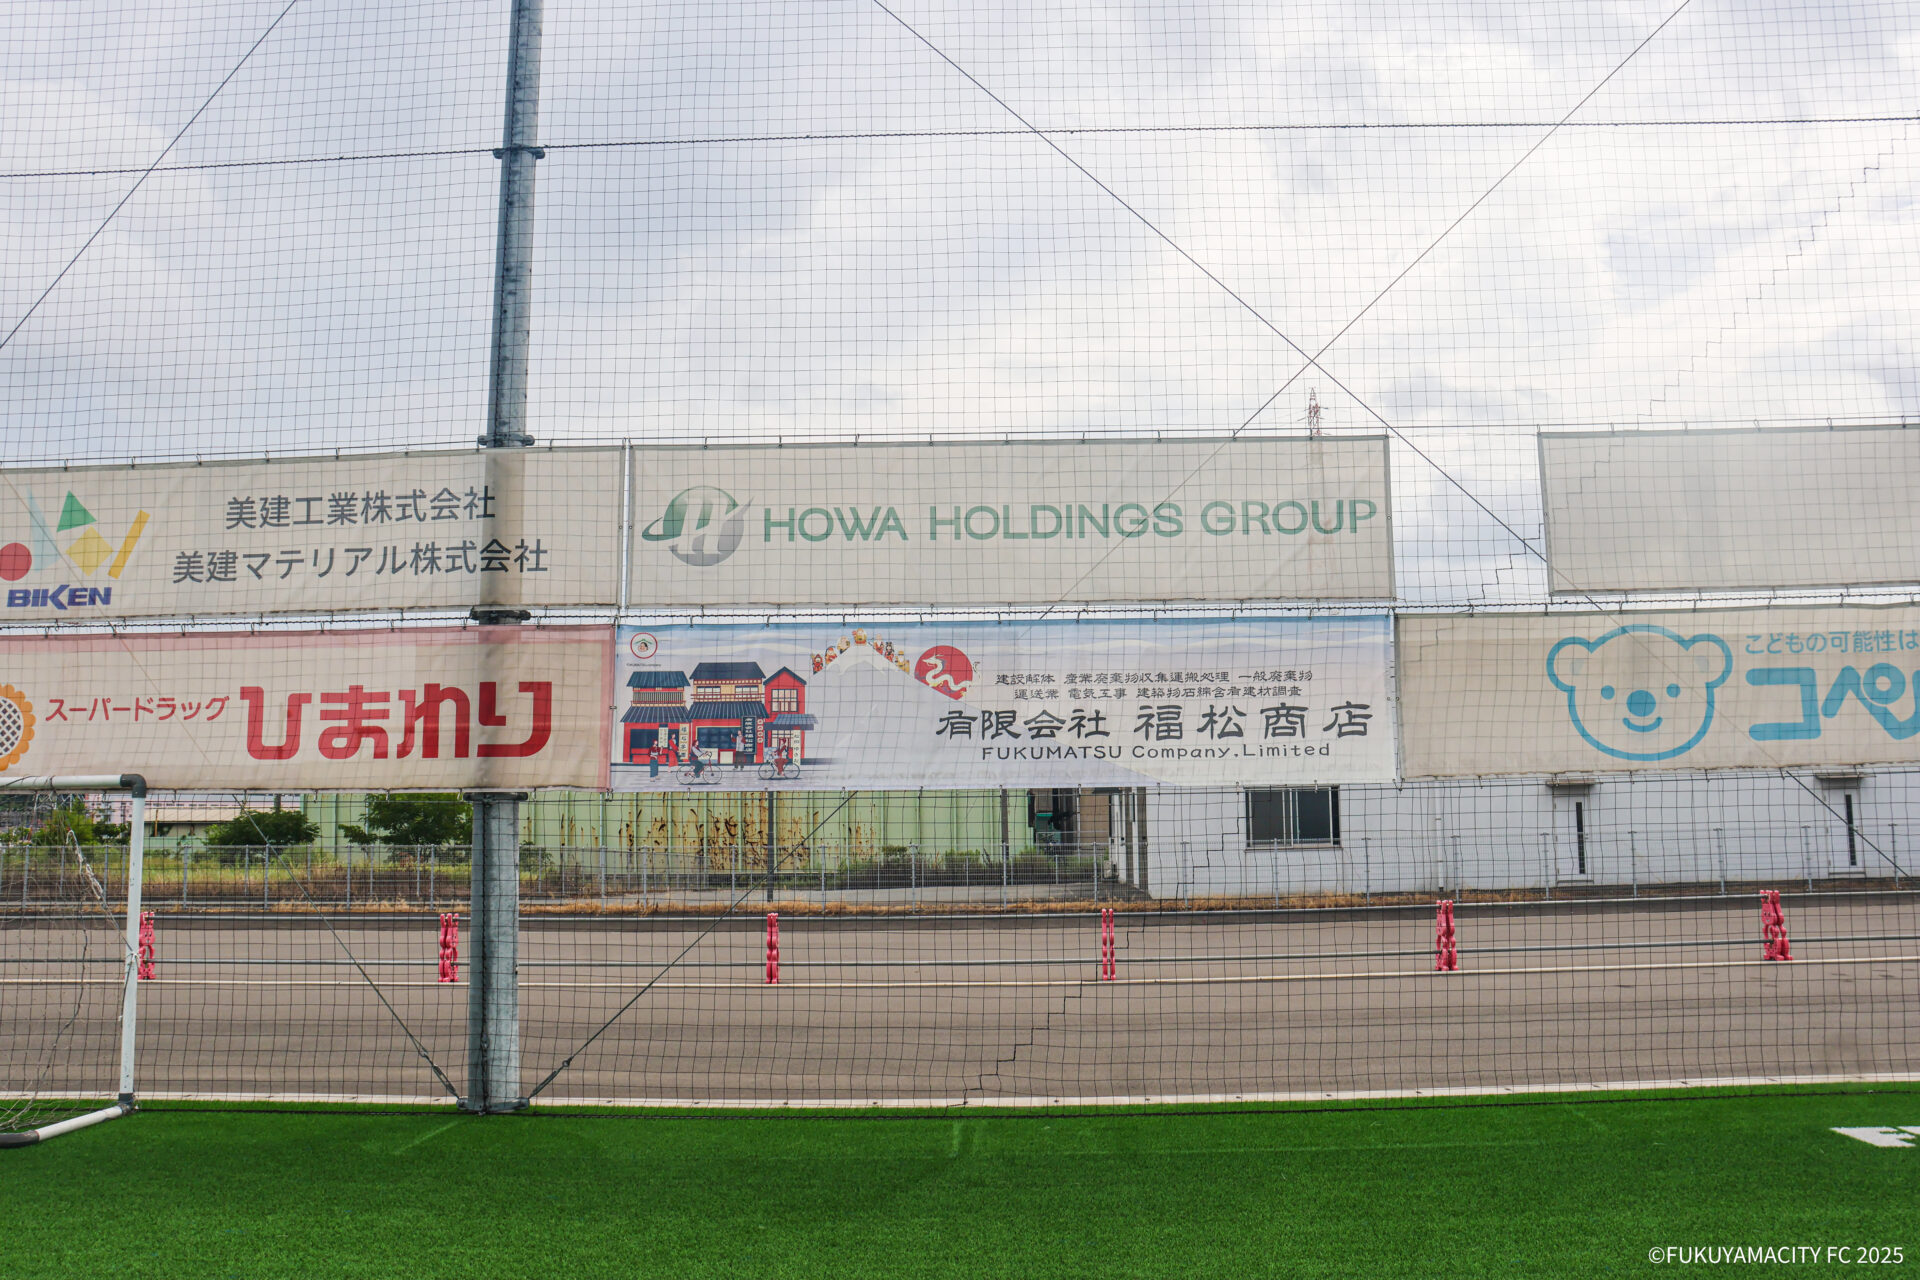 美建工業株式会社
美建マテリアル株式会社
BIKEN
HOWA HOLDINGS GROUP
スーパードラッグ ひまわり
建設解体 産業廃棄物収集運搬処理 一般廃棄物
運送業 電気工事 建築物石綿含有建材調査
有限会社 福松商店
FUKUMATSU Company.Limited
こどもの可能性は
コペル
©FUKUYAMACITY FC 2025